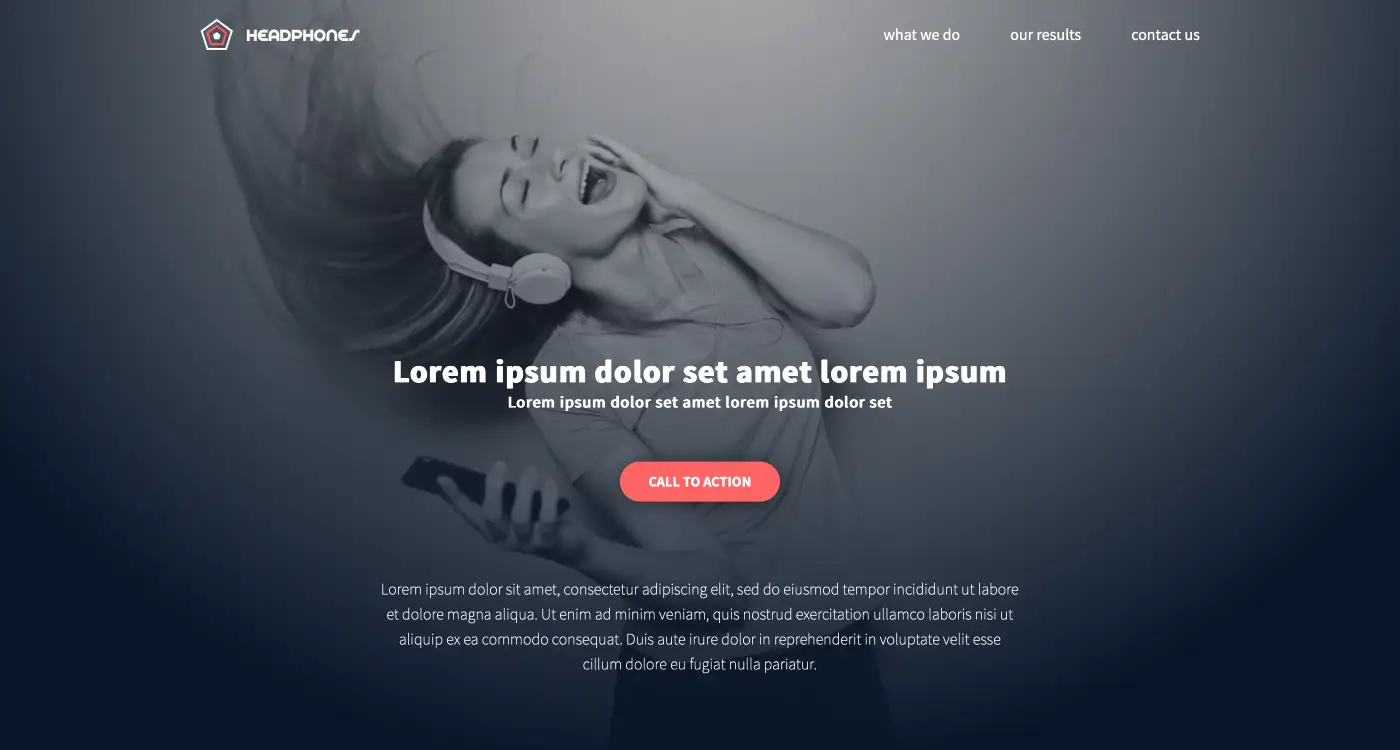 HEADPHONES
what we do our results contact us
Lorem ipsum dolor set amet lorem ipsum
Lorem ipsum dolor set amet lorem ipsum dolor set
CALL TO ACTION
Lorem ipsum dolor sit amet, consectetur adipiscing elit, sed do eiusmod tempor incididunt ut labore
et dolore magna aliqua. Ut enim ad minim veniam, quis nostrud exercitation ullamco laboris nisi ut
aliquip ex ea commodo consequat. Duis aute irure dolor in reprehenderit in voluptate velit esse
cillum dolore eu fugiat nulla pariatur.